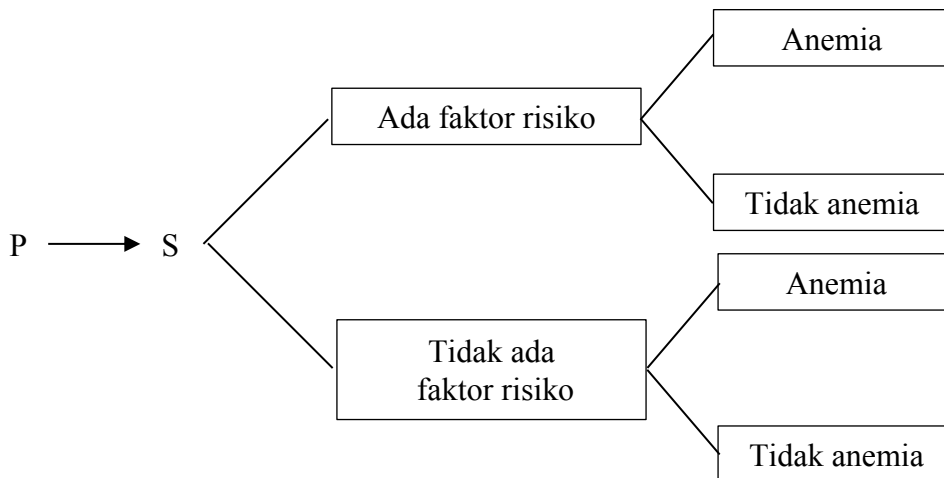 Anemia
Ada faktor risiko
Tidak anemia
P
S
Anemia
Tidak ada
faktor risiko
Tidak anemia